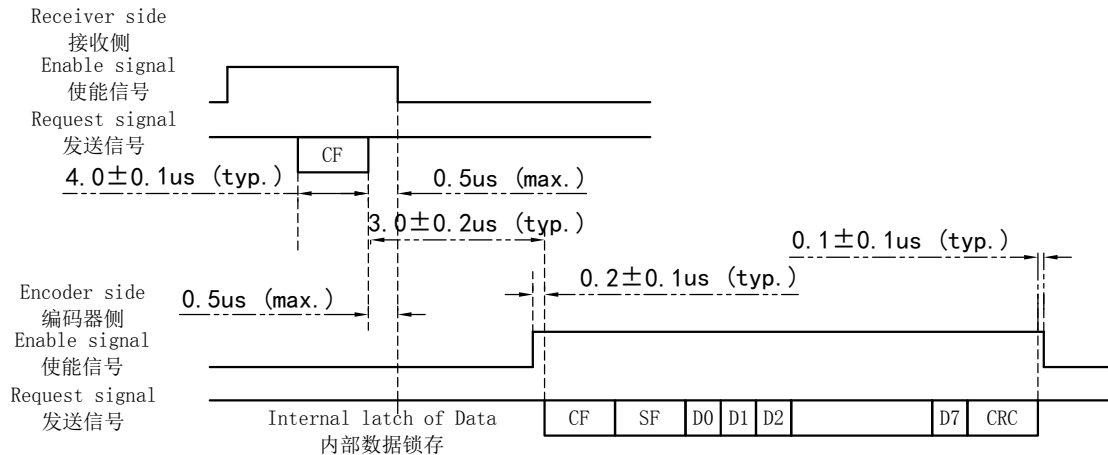 Receiver side
接收侧
Enable signal
使能信号
Request signal
发送信号
CF
4.0±0.1us (typ.)
0.5us (max.)
3.0±0.2us (typ.)
0.1±0.1us (typ.)
0.2±0.1us (typ.)
Encoder side
编码器侧
0.5us (max.)
Enable signal
使能信号
Request signal
发送信号
Internal latch of Data
内部数据锁存
CF SF D0 D1 D2 D7 CRC